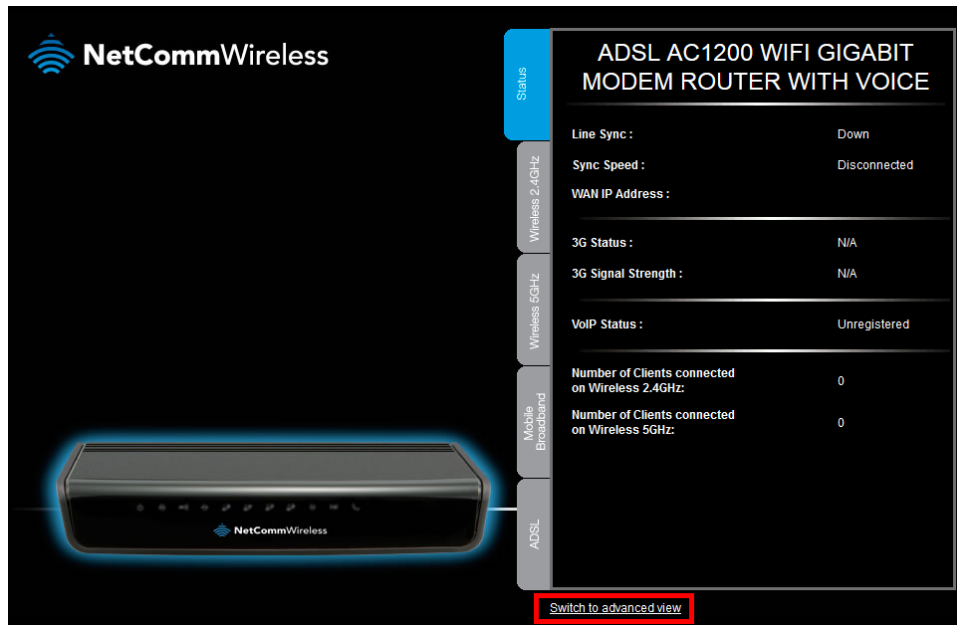 NetCommWireless
Status
Wireless 2.4GHz
Wireless 5GHz
Mobile
Broadband
ADSL
ADSL AC1200 WIFI GIGABIT
MODEM ROUTER WITH VOICE
Line Sync : Down
Sync Speed : Disconnected
WAN IP Address :
3G Status : N/A
3G Signal Strength : N/A
VoIP Status : Unregistered
Number of Clients connected
on Wireless 2.4GHz: 0
Number of Clients connected
on Wireless 5GHz: 0
NetCommWireless
Switch to advanced view